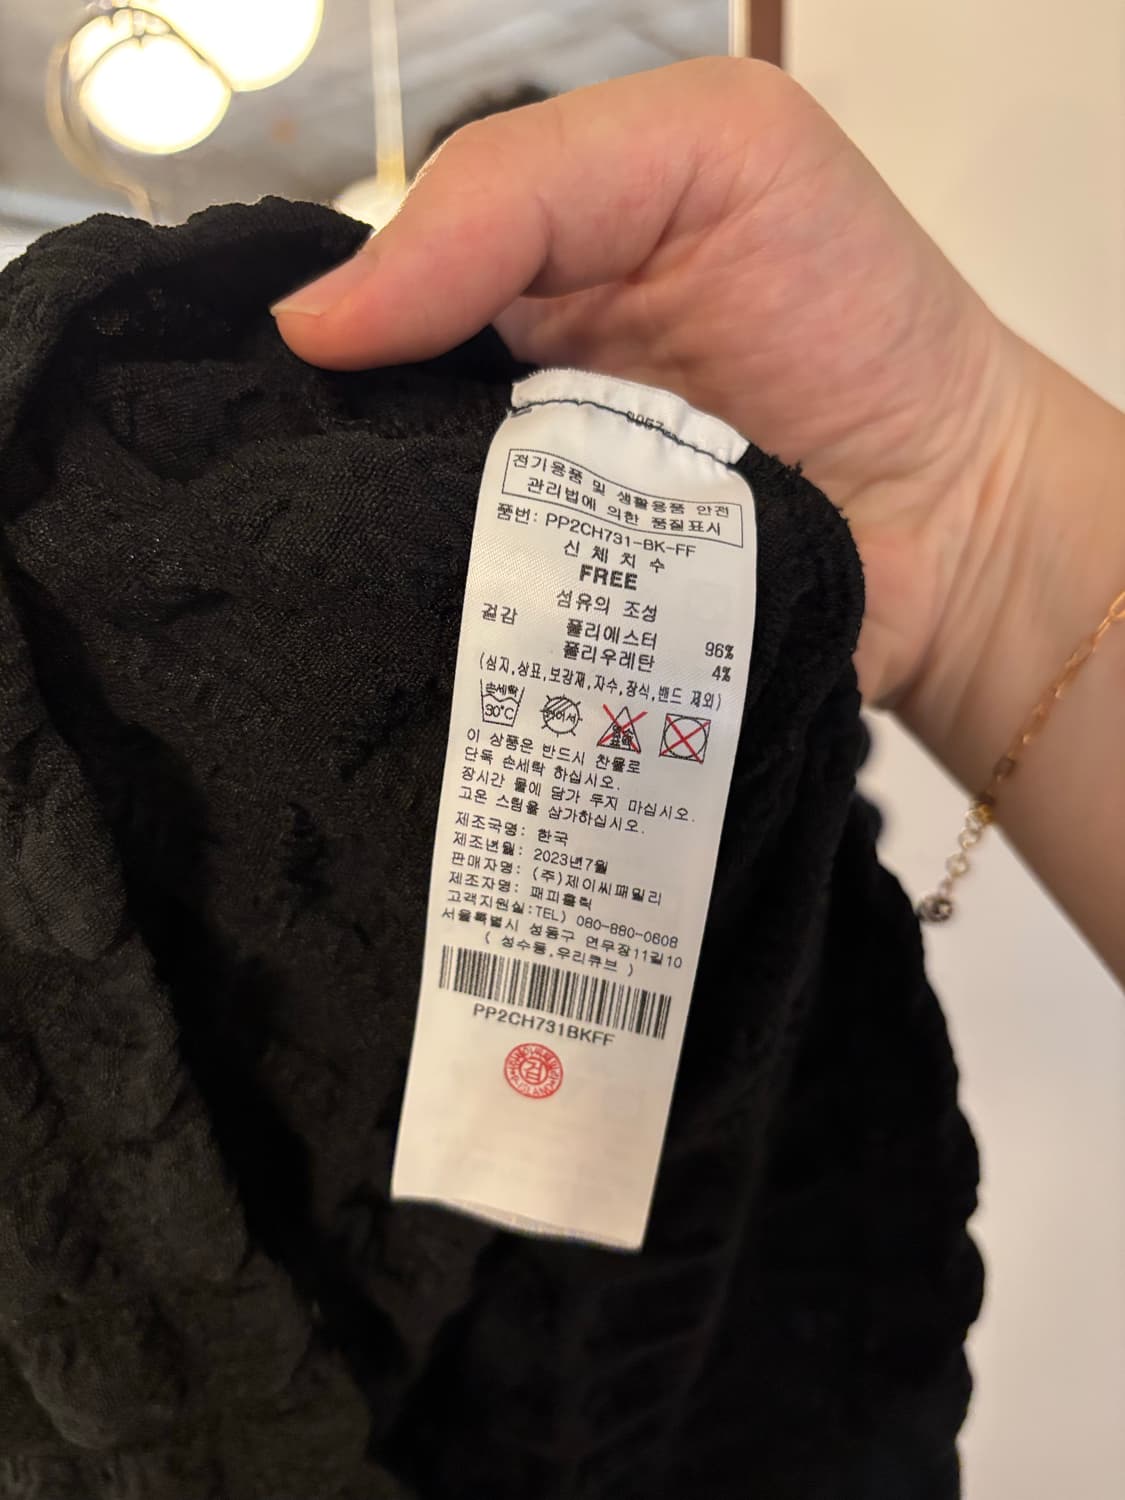 전기용품 및 생활용품 안전
관리법에 의한 품질표시
품번: PP2CH731-BK-FF
신 체 치 수
FREE
섬유의 조성
겉감 폴리에스터 96%
폴리우레탄 4%
(심지,상표,보강재,자수,장식,밴드 제외)
손세탁
30°C
이 상품은 반드시 찬물로
단독 손세탁 하십시오.
장시간 물에 담가 두지 마십시오.
고온 스팀을 삼가하십시오.
제조국명: 한국
제조년월: 2023년7월
판매자명: (주)제이씨패밀리
제조자명: 패피홀릭
고객지원실:TEL) 080-880-0608
서울특별시 성동구 연무장11길10
( 성수동,우리큐브 )
PP2CH731BKFF
검